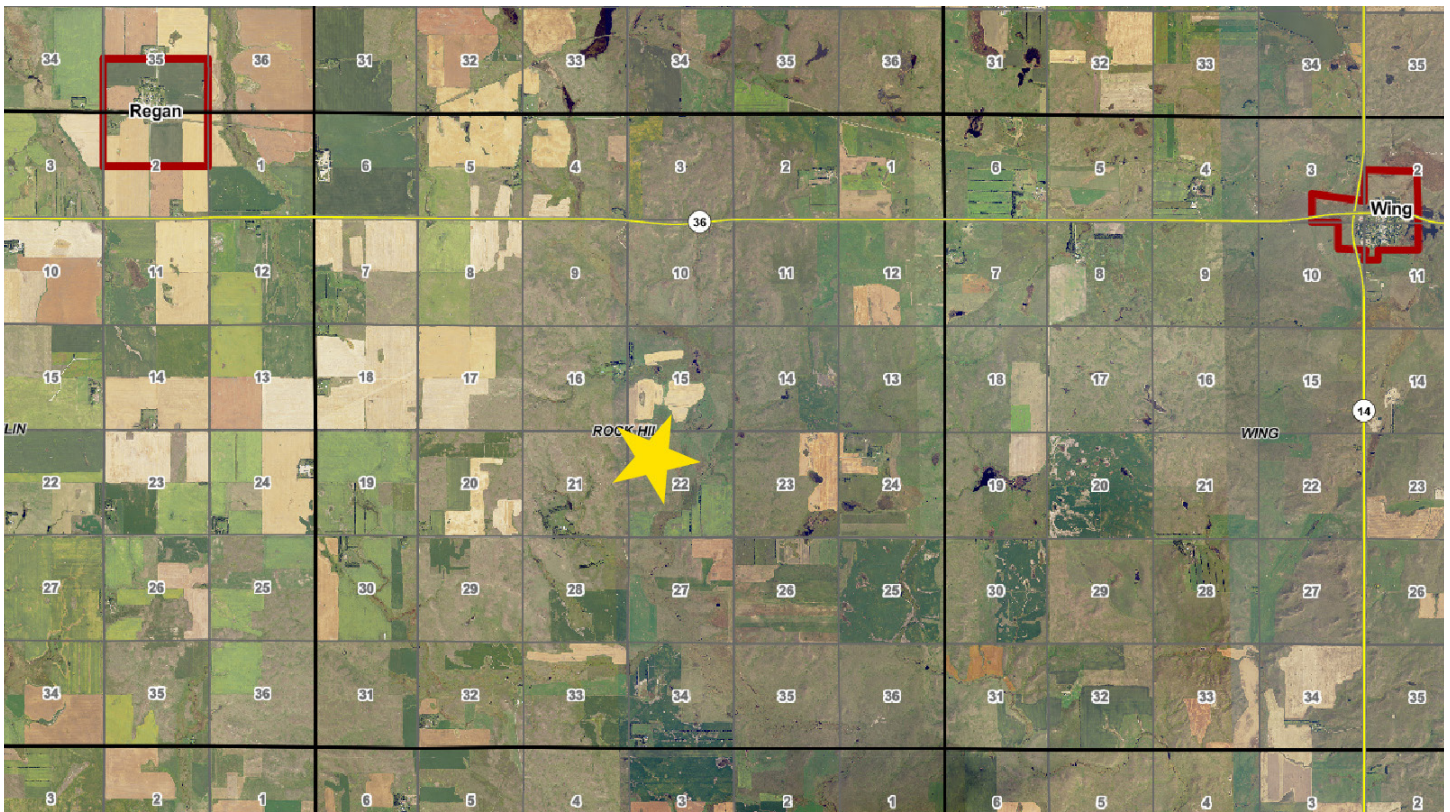 34 35 36 31 32 33 34 35 36 31 32 33 34 35
Regan
3 2 1 6 5 4 3 2 1 6 5 4 3 2
36
Wing
10 11 12 7 8 9 10 11 12 7 8 9 10 11
15 14 13 18 17 16 15 14 13 18 17 16 15 14
14
LIN ROCK HIL WING
22 23 24 19 20 21 22 23 24 19 20 21 22 23
27 26 25 30 29 28 27 26 25 30 29 28 27 26
34 35 36 31 32 33 34 35 36 31 32 33 34 35
3 2 1 6 5 4 3 2 1 6 5 4 3 2